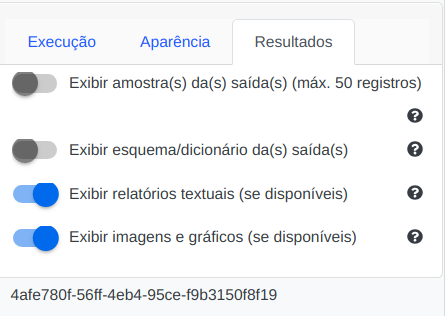 Execução Aparência Resultados
Exibir amostra(s) da(s) saída(s) (máx. 50 registros)
Exibir esquema/dicionário da(s) saída(s)
Exibir relatórios textuais (se disponíveis)
Exibir imagens e gráficos (se disponíveis)
4afe780f-56ff-4eb4-95ce-f9b3150f8f19